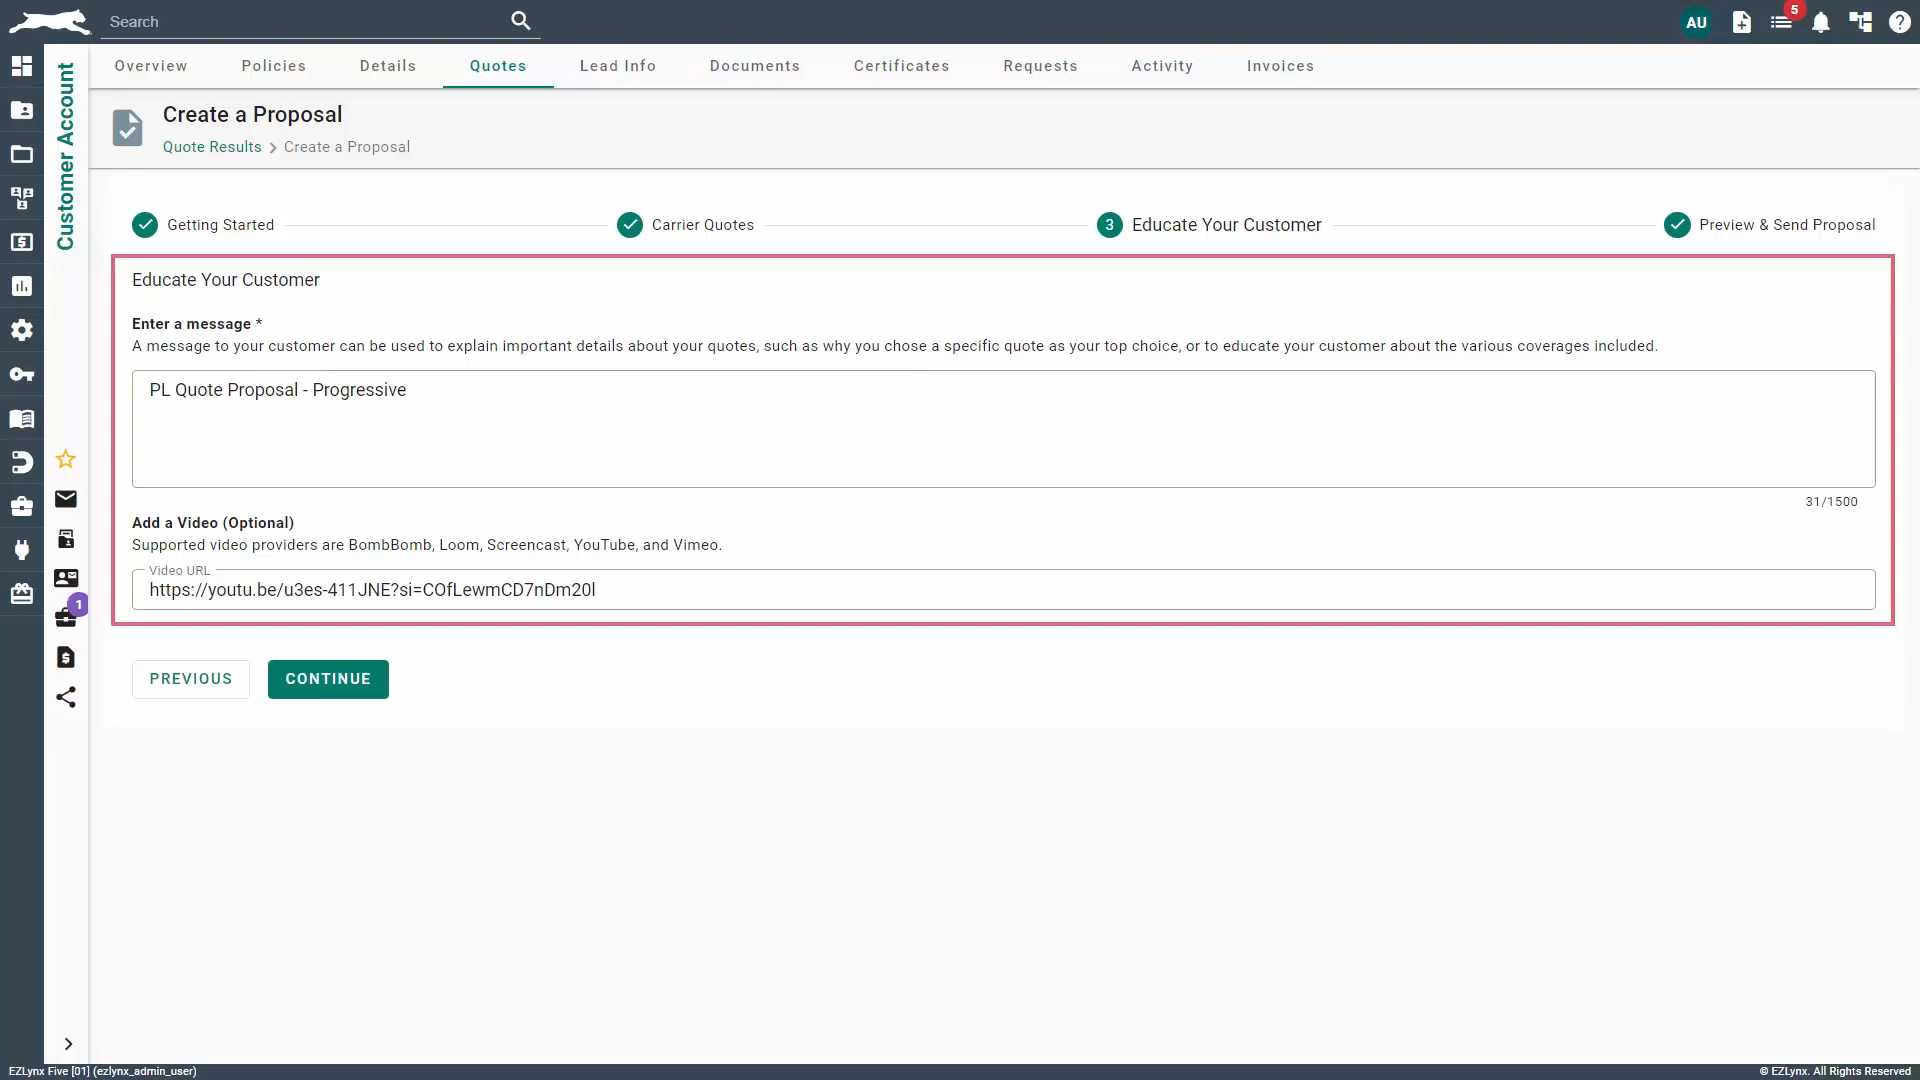 Search
AU
5
Customer Account
Overview
Policies
Details
Quotes
Lead Info
Documents
Certificates
Requests
Activity
Invoices
Create a Proposal
Quote Results
Create a Proposal
Getting Started
Carrier Quotes
3
Educate Your Customer
Preview & Send Proposal
Educate Your Customer
Enter a message *
A message to your customer can be used to explain important details about your quotes, such as why you chose a specific quote as your top choice, or to educate your customer about the various coverages included.
PL Quote Proposal - Progressive
31/1500
Add a Video (Optional)
Supported video providers are BombBomb, Loom, Screencast, YouTube, and Vimeo.
Video URL
https://youtu.be/u3es-411JNE?si=COfLewmCD7nDm20l
1
PREVIOUS
CONTINUE
EZLynx Five [01] (ezlynx_admin_user)
© EZLynx. All Rights Reserved